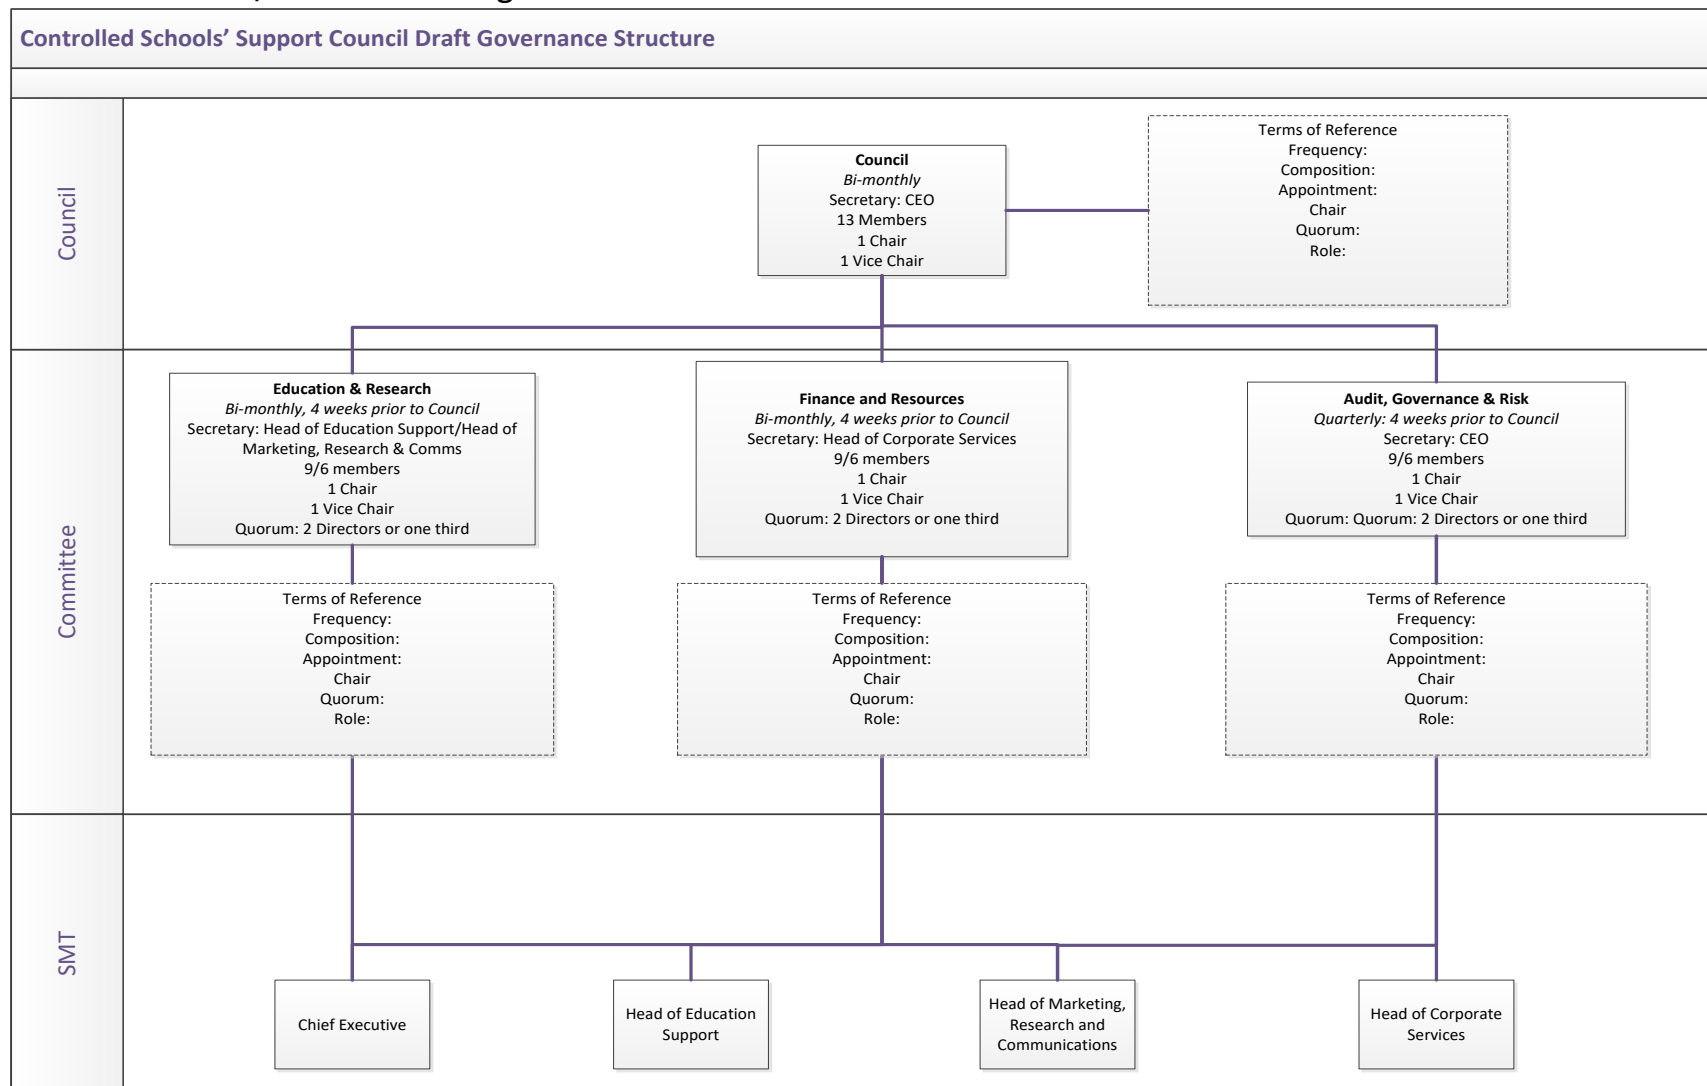 Controlled Schools’ Support Council Draft Governance Structure
Council
Council
Bi-monthly
Secretary: CEO
13 Members
1 Chair
1 Vice Chair
Terms of Reference
Frequency:
Composition:
Appointment:
Chair
Quorum:
Role:
Committee
Education & Research
Bi-monthly, 4 weeks prior to Council
Secretary: Head of Education Support/Head of
Marketing, Research & Comms
9/6 members
1 Chair
1 Vice Chair
Quorum: 2 Directors or one third
Finance and Resources
Bi-monthly, 4 weeks prior to Council
Secretary: Head of Corporate Services
9/6 members
1 Chair
1 Vice Chair
Quorum: 2 Directors or one third
Audit, Governance & Risk
Quarterly: 4 weeks prior to Council
Secretary: CEO
9/6 members
1 Chair
1 Vice Chair
Quorum: Quorum: 2 Directors or one third
Terms of Reference
Frequency:
Composition:
Appointment:
Chair
Quorum:
Role:
Terms of Reference
Frequency:
Composition:
Appointment:
Chair
Quorum:
Role:
Terms of Reference
Frequency:
Composition:
Appointment:
Chair
Quorum:
Role:
SMT
Chief Executive
Head of Education
Support
Head of Marketing,
Research and
Communications
Head of Corporate
Services